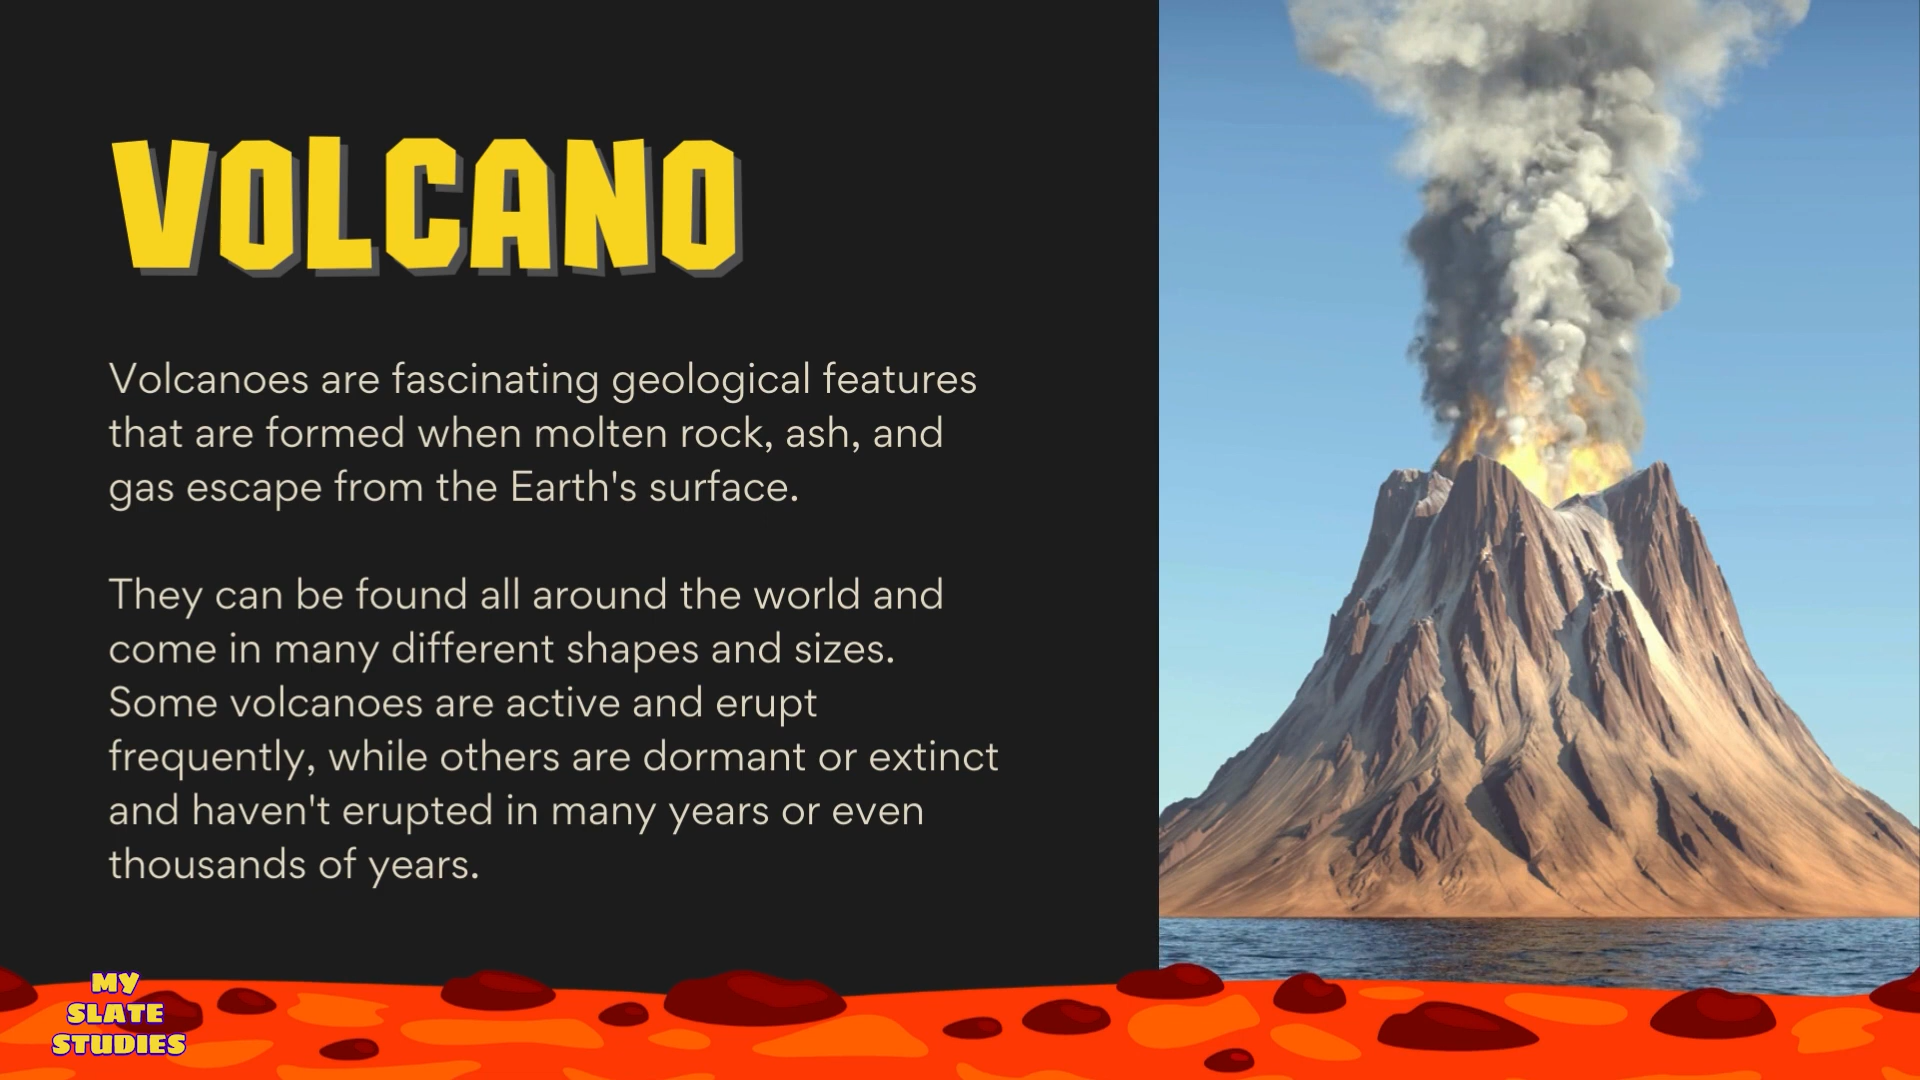 VOLCANO
Volcanoes are fascinating geological features
that are formed when molten rock, ash, and
gas escape from the Earth's surface.
They can be found all around the world and
come in many different shapes and sizes.
Some volcanoes are active and erupt
frequently, while others are dormant or extinct
and haven't erupted in many years or even
thousands of years.
MY
SLATE
STUDIES